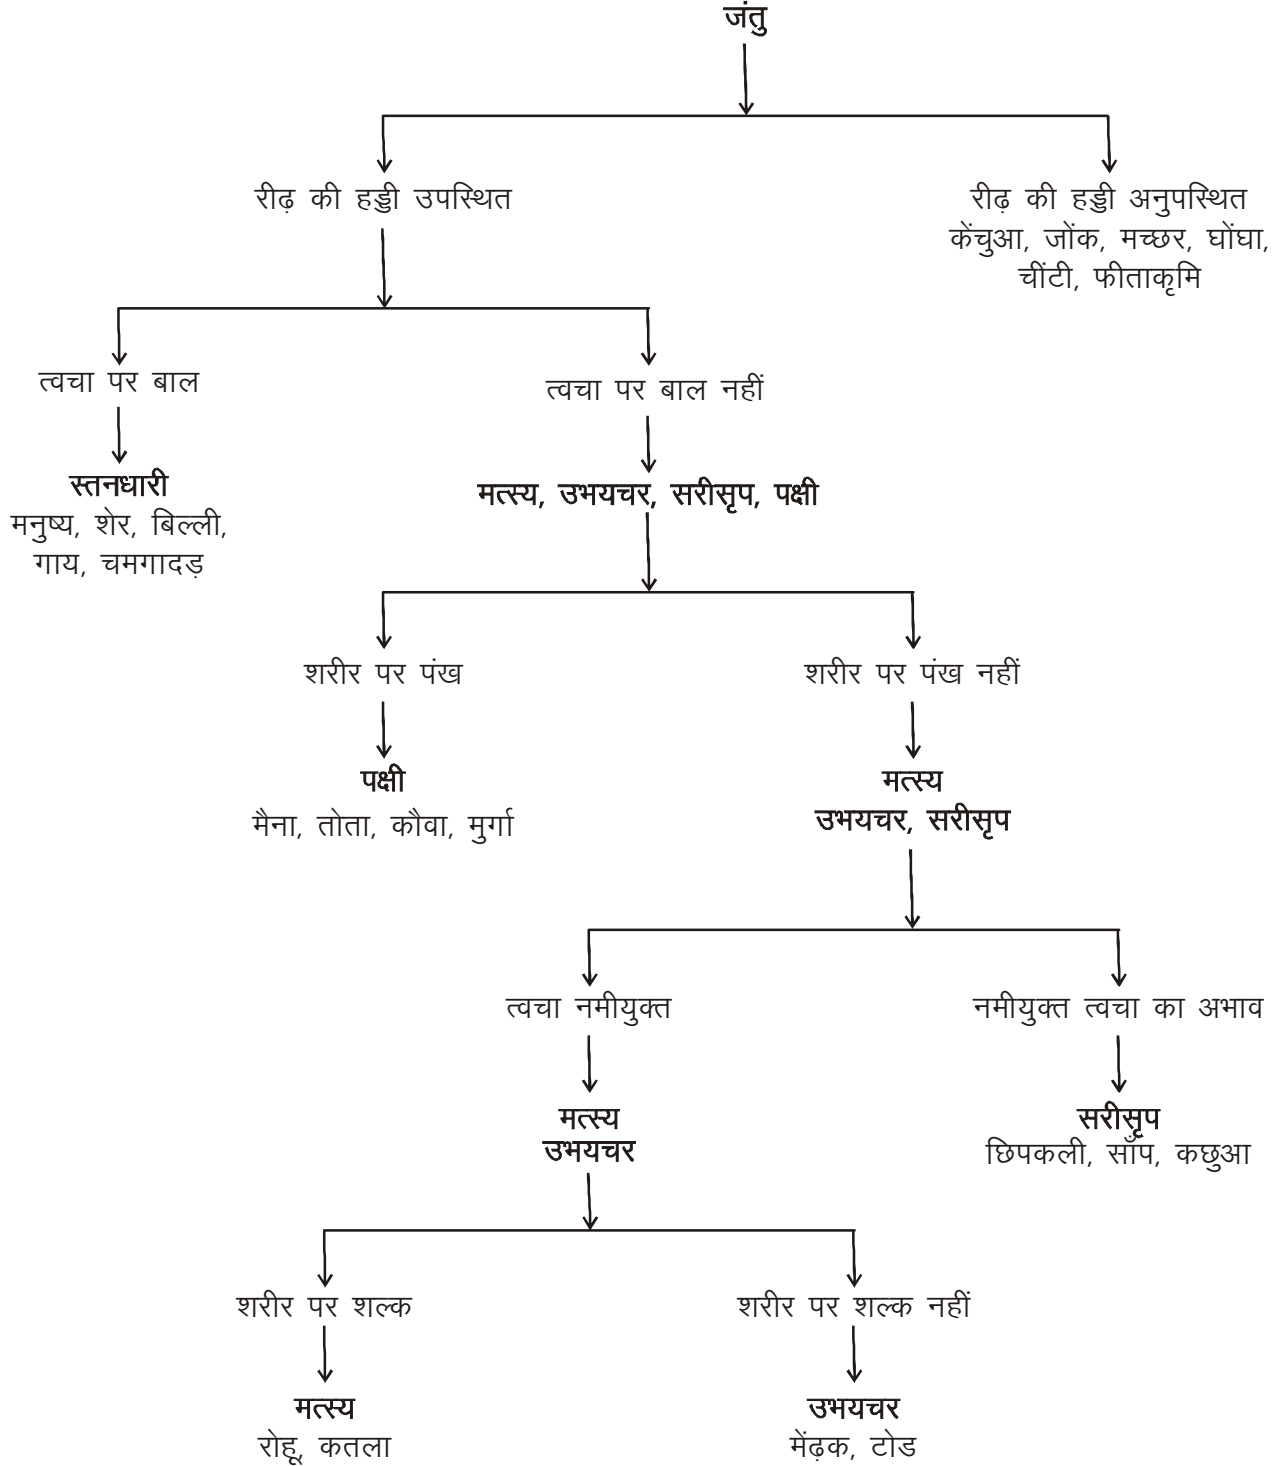 जंतु
रीढ़ की हड्डी उपस्थित
रीढ़ की हड्डी अनुपस्थित
केंचुआ, जोंक, मच्छर, घोंघा,
चींटी, फीताकृमि
त्वचा पर बाल
त्वचा पर बाल नहीं
स्तनधारी
मनुष्य, शेर, बिल्ली,
गाय, चमगादड़
मत्स्य, उभयचर, सरीसृप, पक्षी
शरीर पर पंख
शरीर पर पंख नहीं
पक्षी
मैना, तोता, कौवा, मुर्गा
मत्स्य
उभयचर, सरीसृप
त्वचा नमीयुक्त
नमीयुक्त त्वचा का अभाव
मत्स्य
उभयचर
सरीसृप
छिपकली, साँप, कछुआ
शरीर पर शल्क
शरीर पर शल्क नहीं
मत्स्य
रोहू, कतला
उभयचर
मेंढ़क, टोड